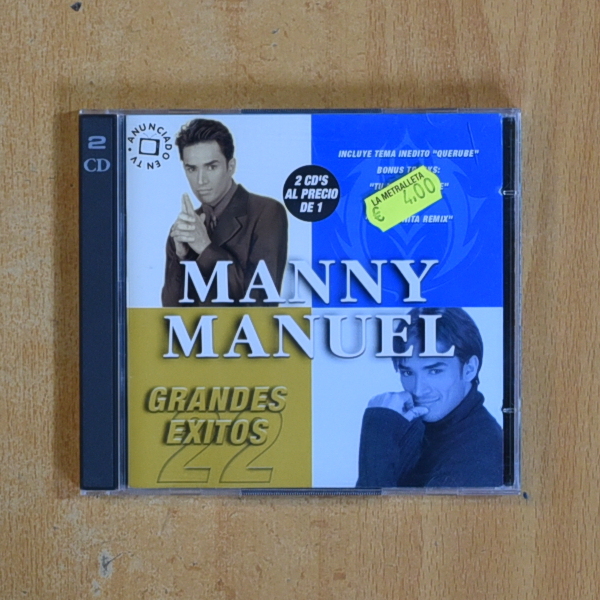 2
CD
ANUNCIADO EN TV
INCLUYE TEMA INEDITO "QUERUBE"
BONUS
2 CD'S
AL PRECIO
DE 1
LA METRALLETA
€ 4,00
REMIX"
MANNY
MANUEL
GRANDES
EXITOS
22